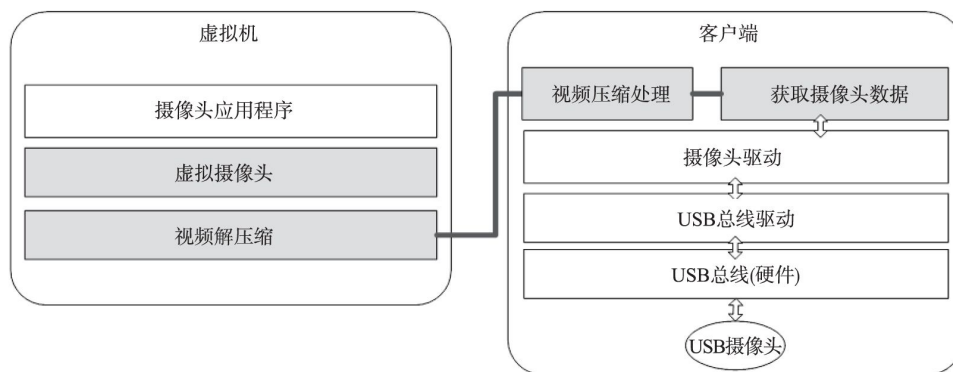 虚拟机
摄像头应用程序
虚拟摄像头
视频解压缩
客户端
视频压缩处理
获取摄像头数据
摄像头驱动
USB总线驱动
USB总线(硬件)
USB摄像头